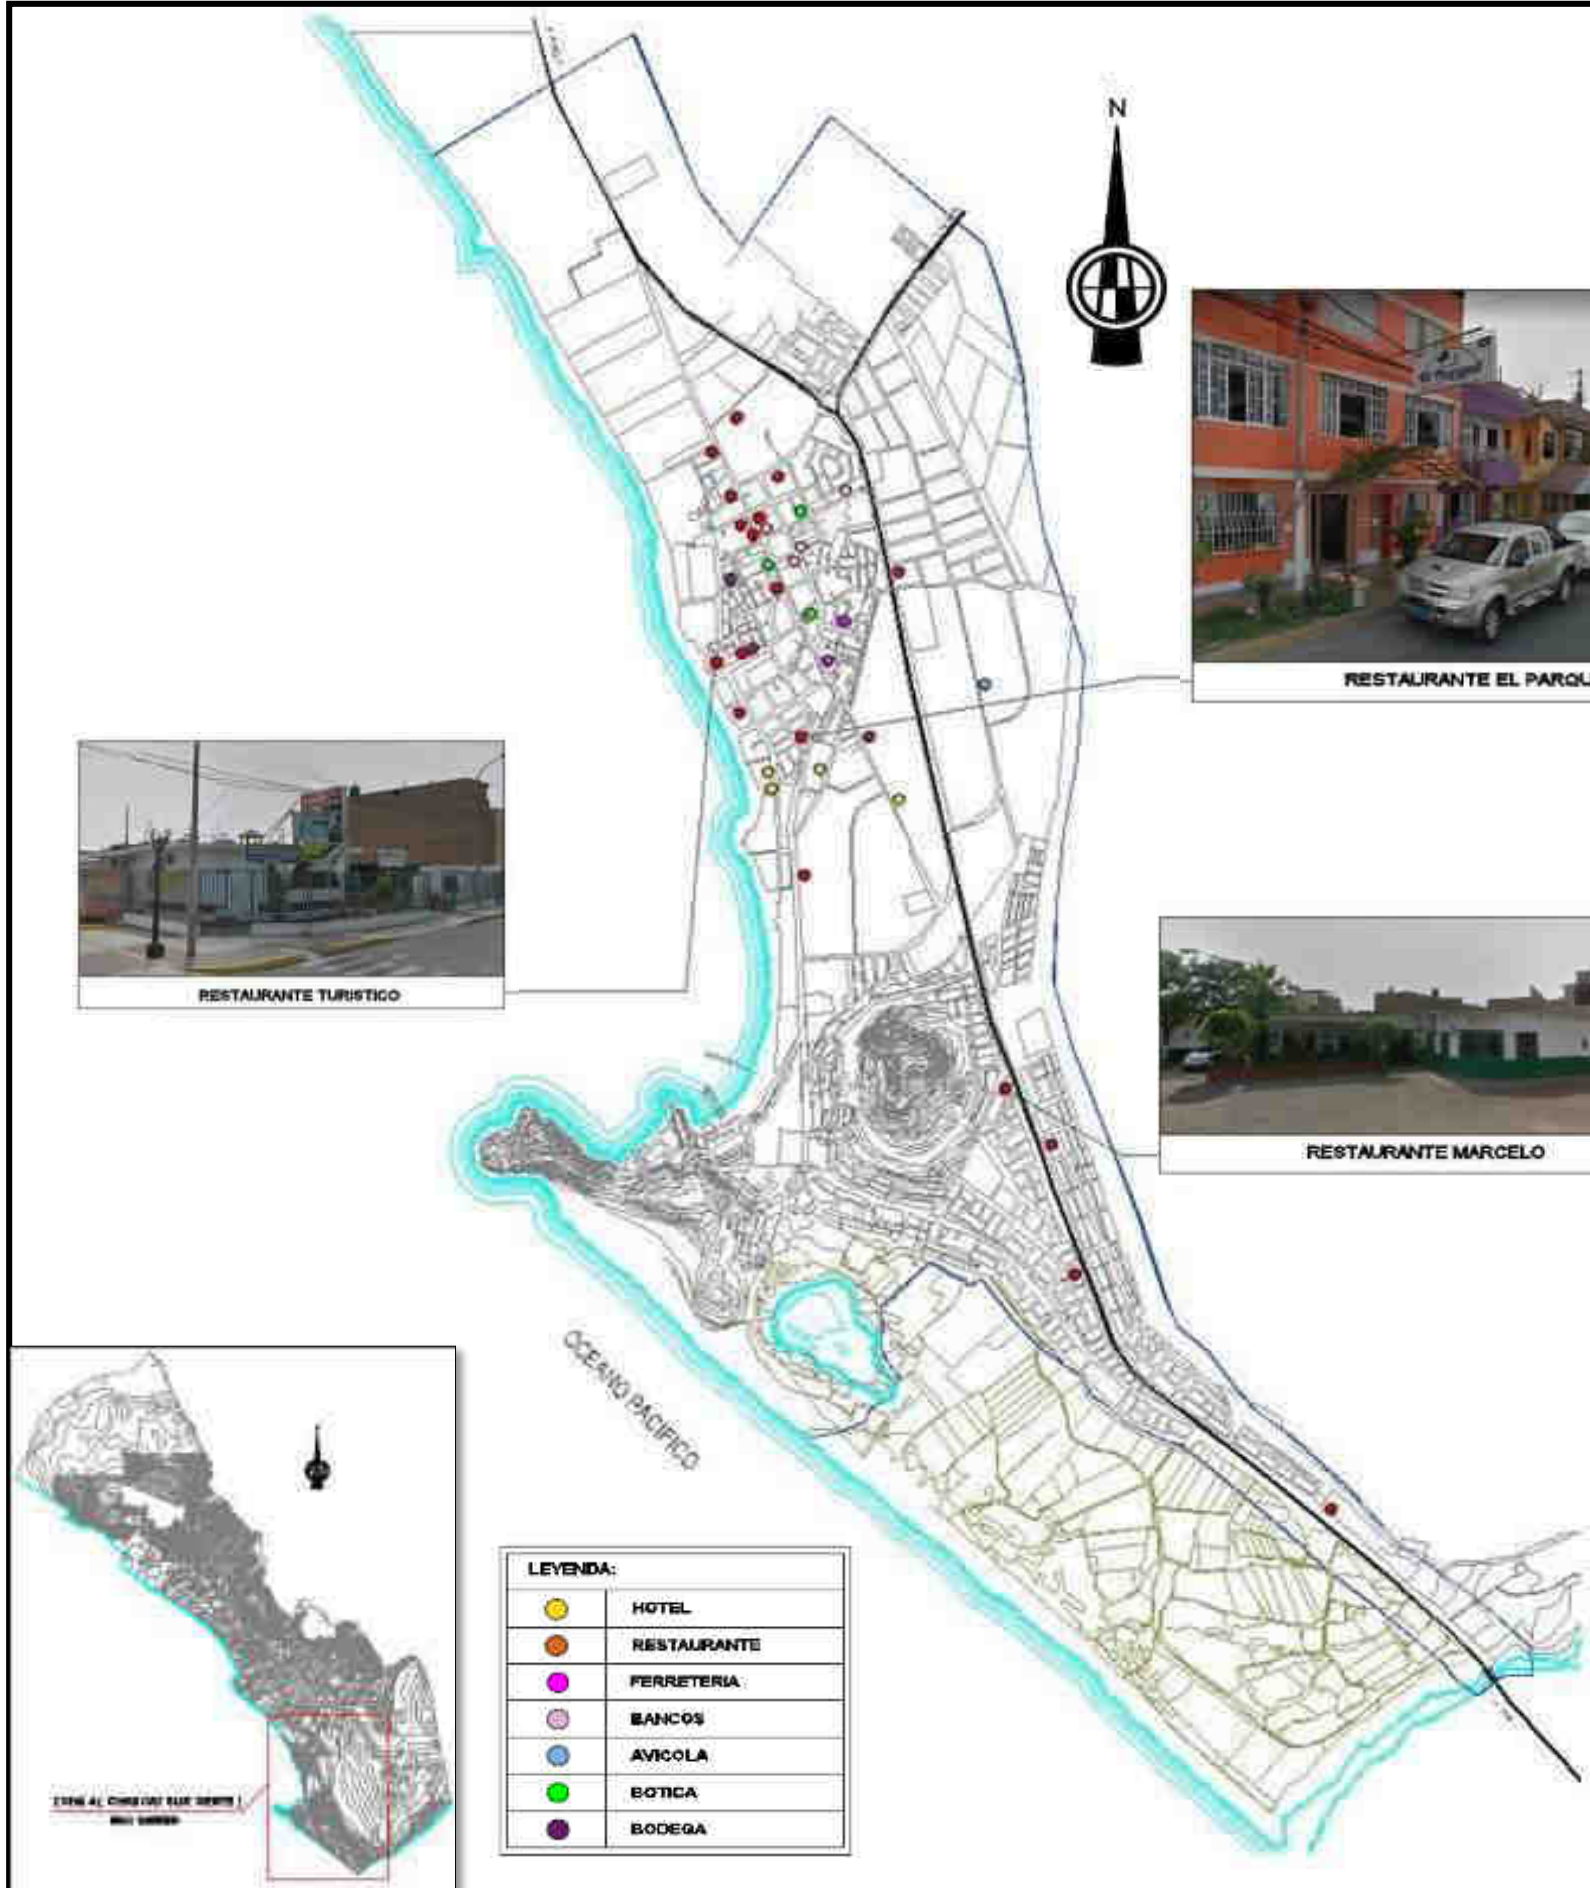 N
RESTAURANTE EL PARQU
RESTAURANTE TURISTICO
RESTAURANTE MARCELO
OCEANO PACIFICO
LEYENDA:
HOTEL
RESTAURANTE
FERRETERIA
BANCOS
AVICOLA
BOTICA
BODEGA